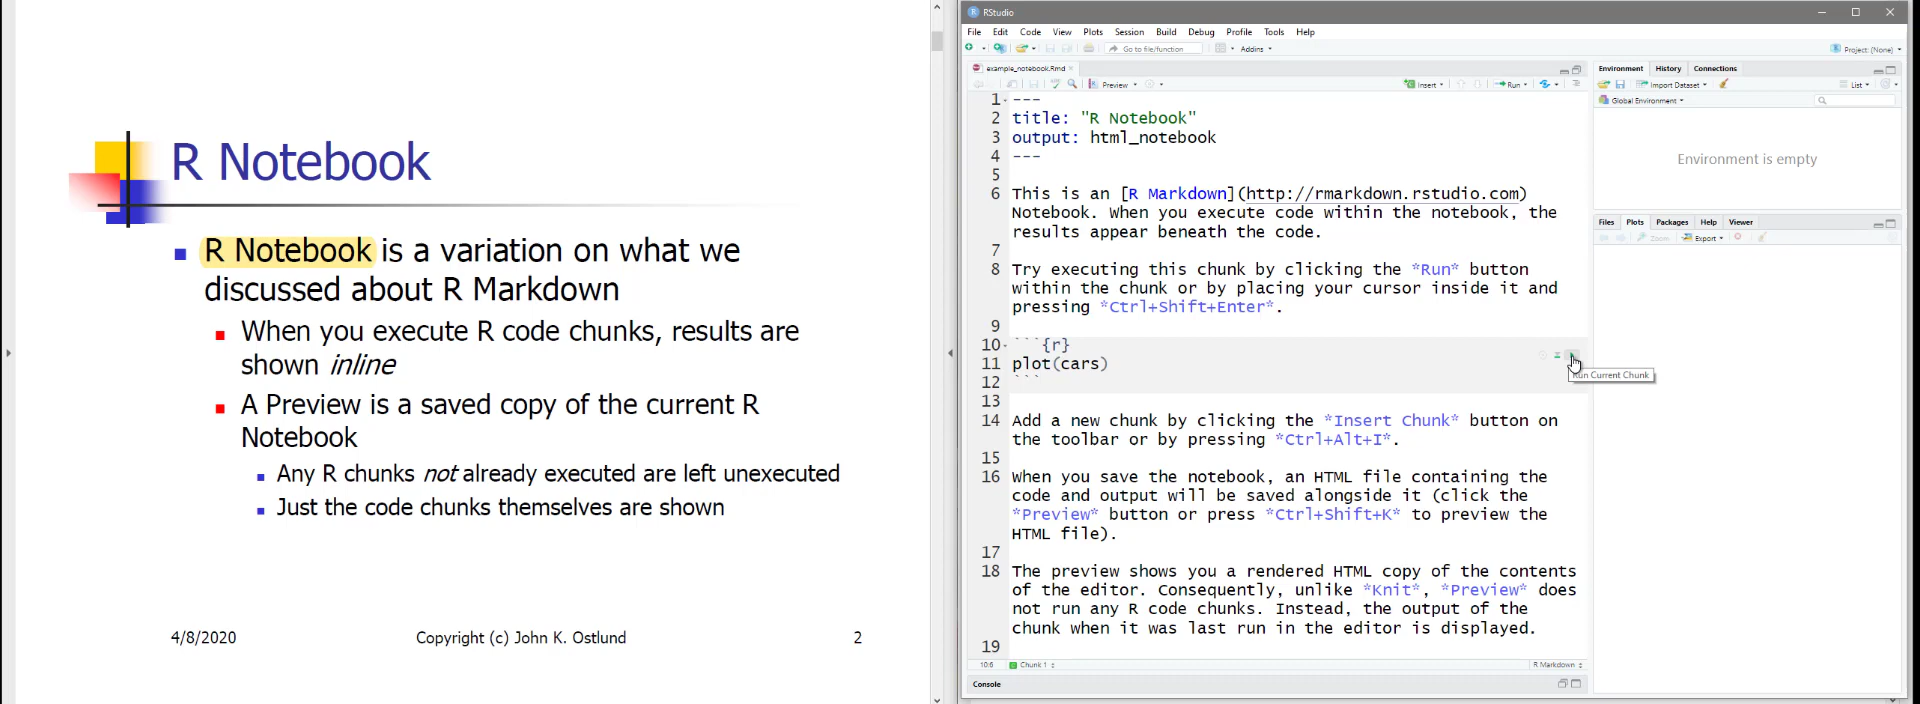 R Notebook
R Notebook is a variation on what we
discussed about R Markdown
When you execute R code chunks, results are
shown inline
A Preview is a saved copy of the current R
Notebook
Any R chunks not already executed are left unexecuted
Just the code chunks themselves are shown
4/8/2020
Copyright (c) John K. Ostlund
2
RStudio
File Edit Code View Plots Session Build Debug Profile Tools Help
Go to file/function
Addins
Project: (None)
example_notebook.Rmd
Preview
Insert
Run
1 ---
2 title: "R Notebook"
3 output: html_notebook
4 ---
5
6 This is an [R Markdown](http://rmarkdown.rstudio.com)
Notebook. When you execute code within the notebook, the
results appear beneath the code.
7
8 Try executing this chunk by clicking the *Run* button
within the chunk or by placing your cursor inside it and
pressing *Ctrl+Shift+Enter*.
9
10 ```{r}
11 plot(cars)
12 ```
Run Current Chunk
13
14 Add a new chunk by clicking the *Insert Chunk* button on
the toolbar or by pressing *Ctrl+Alt+I*.
15
16 When you save the notebook, an HTML file containing the
code and output will be saved alongside it (click the
*Preview* button or press *Ctrl+Shift+K* to preview the
HTML file).
17
18 The preview shows you a rendered HTML copy of the contents
of the editor. Consequently, unlike *Knit*, *Preview* does
not run any R code chunks. Instead, the output of the
chunk when it was last run in the editor is displayed.
19
10:6 Chunk 1 R Markdown
Console
Environment History Connections
Import Dataset List
Global Environment
Environment is empty
Files Plots Packages Help Viewer
Zoom Export